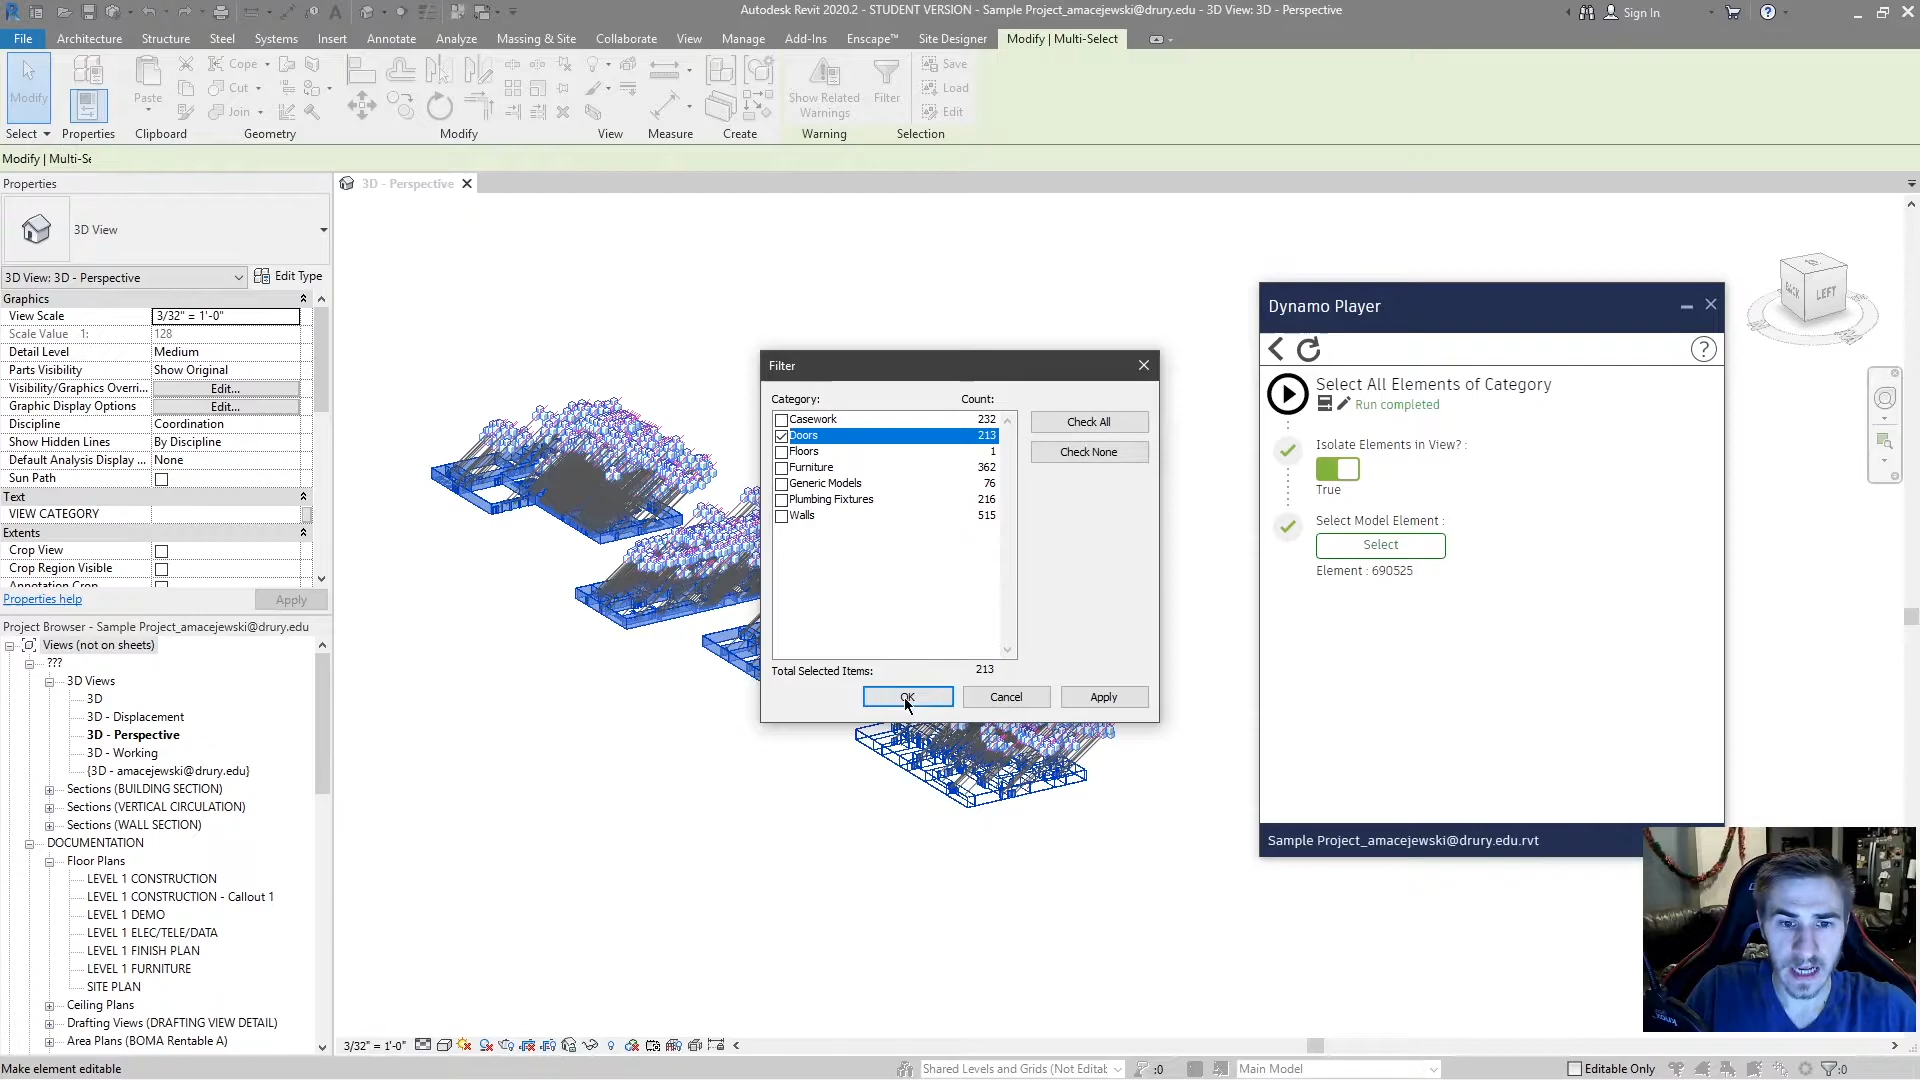 Autodesk Revit 2020.2 - STUDENT VERSION - Sample Project_amacejewski@drury.edu - 3D View: 3D - Perspective
Sign In
File Architecture Structure Steel Systems Insert Annotate Analyze Massing & Site Collaborate View Manage Add-Ins Enscape™ Site Designer Modify | Multi-Select
Modify Paste Cope Cut Join Show Related Warnings Filter Save Load Edit
Select Properties Clipboard Geometry Modify View Measure Create Warning Selection
Modify | Multi-Se
Properties
3D - Perspective
3D View
3D View: 3D - Perspective Edit Type
Graphics
View Scale 3/32" = 1'-0"
Scale Value 1: 128
Detail Level Medium
Parts Visibility Show Original
Visibility/Graphics Overri... Edit...
Graphic Display Options Edit...
Discipline Coordination
Show Hidden Lines By Discipline
Default Analysis Display ... None
Sun Path
Text
VIEW CATEGORY
Extents
Crop View
Crop Region Visible
Annotation Crop
Properties help Apply
Project Browser - Sample Project_amacejewski@drury.edu
Views (not on sheets)
???
3D Views
3D
3D - Displacement
3D - Perspective
3D - Working
{3D - amacejewski@drury.edu}
Sections (BUILDING SECTION)
Sections (VERTICAL CIRCULATION)
Sections (WALL SECTION)
DOCUMENTATION
Floor Plans
LEVEL 1 CONSTRUCTION
LEVEL 1 CONSTRUCTION - Callout 1
LEVEL 1 DEMO
LEVEL 1 ELEC/TELE/DATA
LEVEL 1 FINISH PLAN
LEVEL 1 FURNITURE
SITE PLAN
Ceiling Plans
Drafting Views (DRAFTING VIEW DETAIL)
Area Plans (BOMA Rentable A)
Filter
Category: Count:
Casework 232
Doors 213
Floors 1
Furniture 362
Generic Models 76
Plumbing Fixtures 216
Walls 515
Check All
Check None
Total Selected Items: 213
OK Cancel Apply
Dynamo Player
?
Select All Elements of Category
Run completed
Isolate Elements in View? :
True
Select Model Element :
Select
Element : 690525
Sample Project_amacejewski@drury.edu.rvt
BACK LEFT
3/32" = 1'-0"
Make element editable
Shared Levels and Grids (Not Editab
:0
Main Model
Editable Only
:0